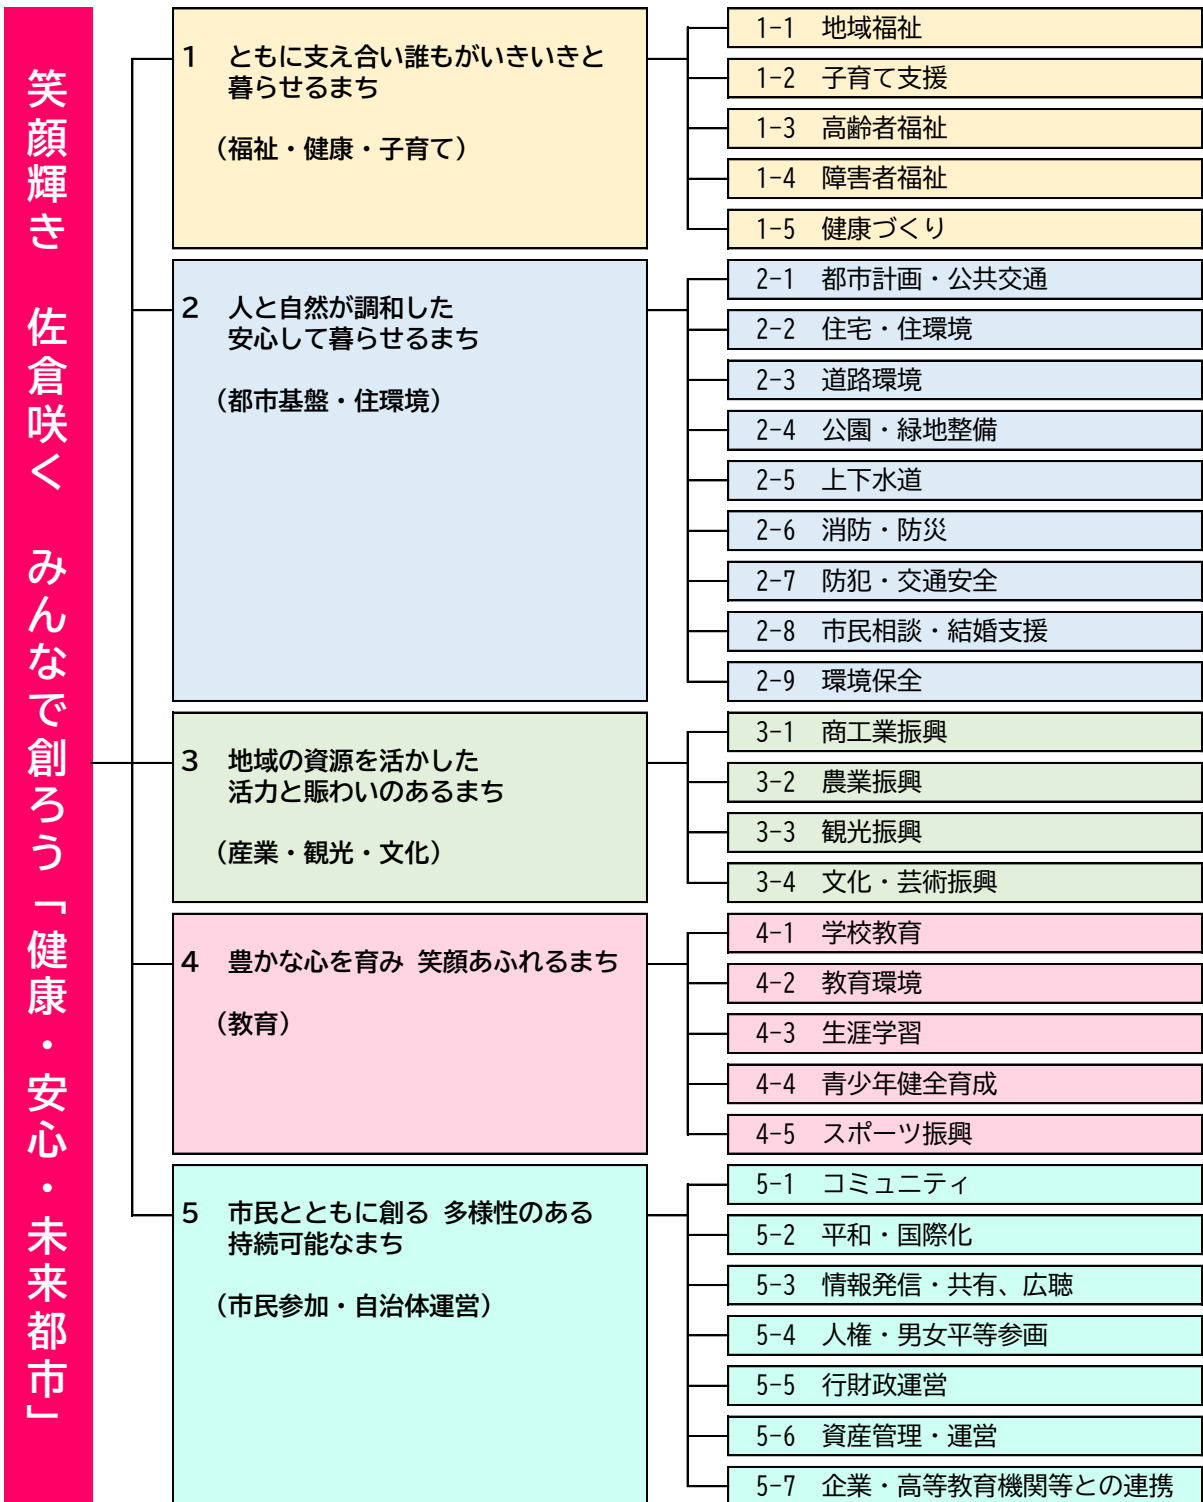 笑顔輝き 佐倉咲く みんなで創ろう「健康・安心・未来都市」
1 ともに支え合い誰もがいきいきと
暮らせるまち
（福祉・健康・子育て）
1-1 地域福祉
1-2 子育て支援
1-3 高齢者福祉
1-4 障害者福祉
1-5 健康づくり
2 人と自然が調和した
安心して暮らせるまち
（都市基盤・住環境）
2-1 都市計画・公共交通
2-2 住宅・住環境
2-3 道路環境
2-4 公園・緑地整備
2-5 上下水道
2-6 消防・防災
2-7 防犯・交通安全
2-8 市民相談・結婚支援
2-9 環境保全
3 地域の資源を活かした
活力と賑わいのあるまち
（産業・観光・文化）
3-1 商工業振興
3-2 農業振興
3-3 観光振興
3-4 文化・芸術振興
4 豊かな心を育み 笑顔あふれるまち
（教育）
4-1 学校教育
4-2 教育環境
4-3 生涯学習
4-4 青少年健全育成
4-5 スポーツ振興
5 市民とともに創る 多様性のある
持続可能なまち
（市民参加・自治体運営）
5-1 コミュニティ
5-2 平和・国際化
5-3 情報発信・共有、広聴
5-4 人権・男女平等参画
5-5 行財政運営
5-6 資産管理・運営
5-7 企業・高等教育機関等との連携